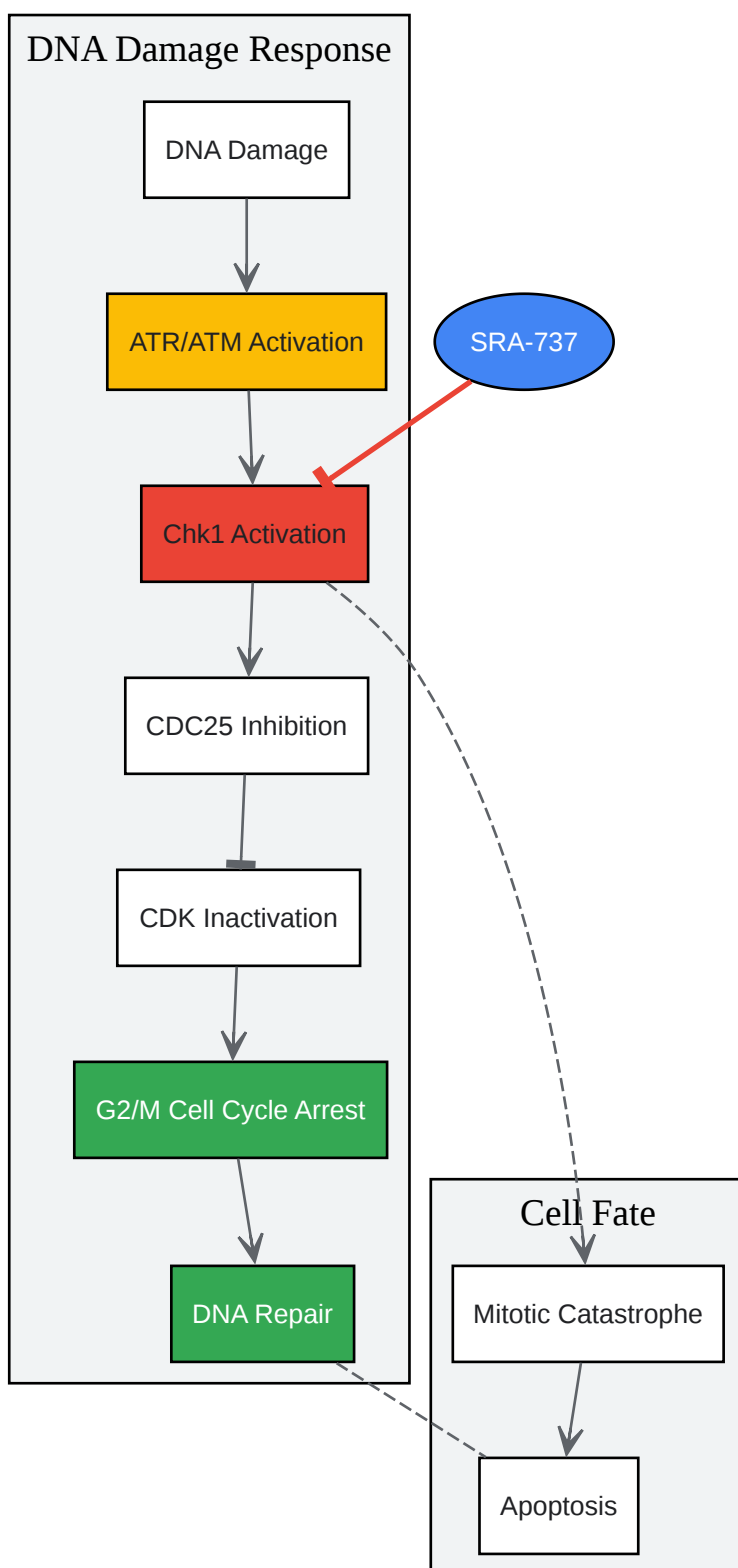 DNA Damage Response
DNA Damage
ATR/ATM Activation
SRA-737
Chk1 Activation
CDC25 Inhibition
CDK Inactivation
G2/M Cell Cycle Arrest
Cell Fate
DNA Repair
Mitotic Catastrophe
Apoptosis